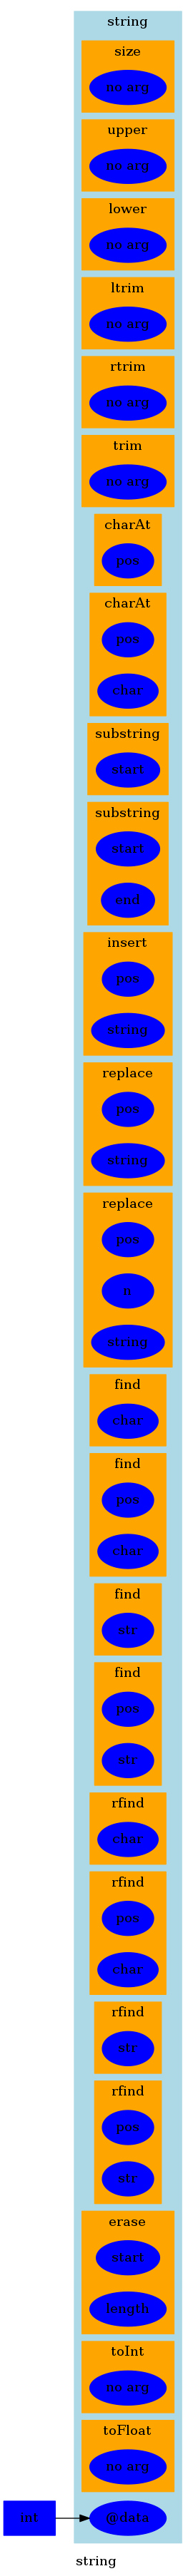 string
size
no arg
upper
no arg
lower
no arg
ltrim
no arg
rtrim
no arg
trim
no arg
charAt
pos
charAt
pos
char
substring
start
substring
start
end
insert
pos
string
replace
pos
string
replace
pos
n
string
find
char
find
pos
char
find
str
find
pos
str
rfind
char
rfind
pos
char
rfind
str
rfind
pos
str
erase
start
length
toInt
no arg
toFloat
no arg
int @data
string